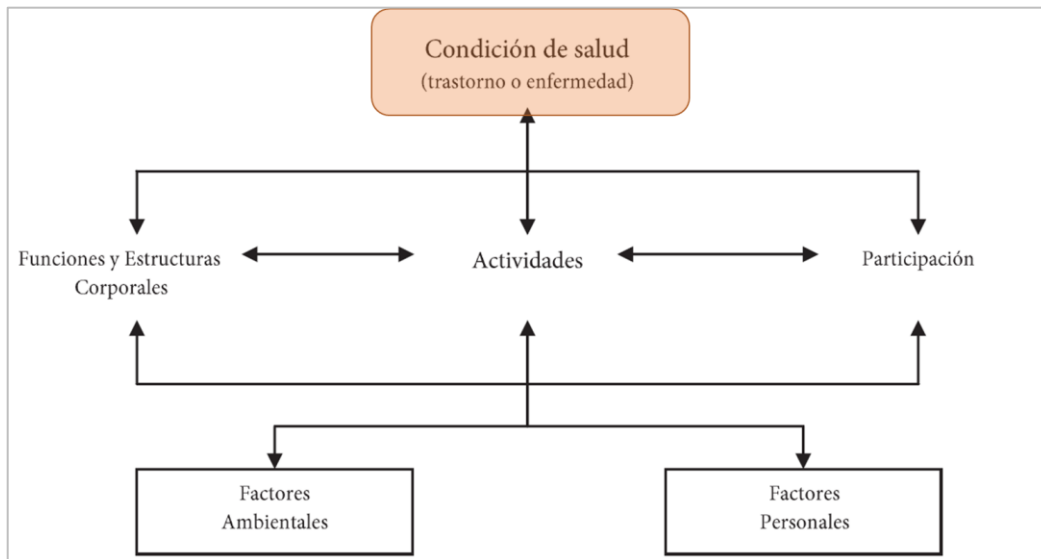 Condición de salud
(trastorno o enfermedad)
Funciones y Estructuras
Corporales
Actividades
Participación
Factores
Ambientales
Factores
Personales